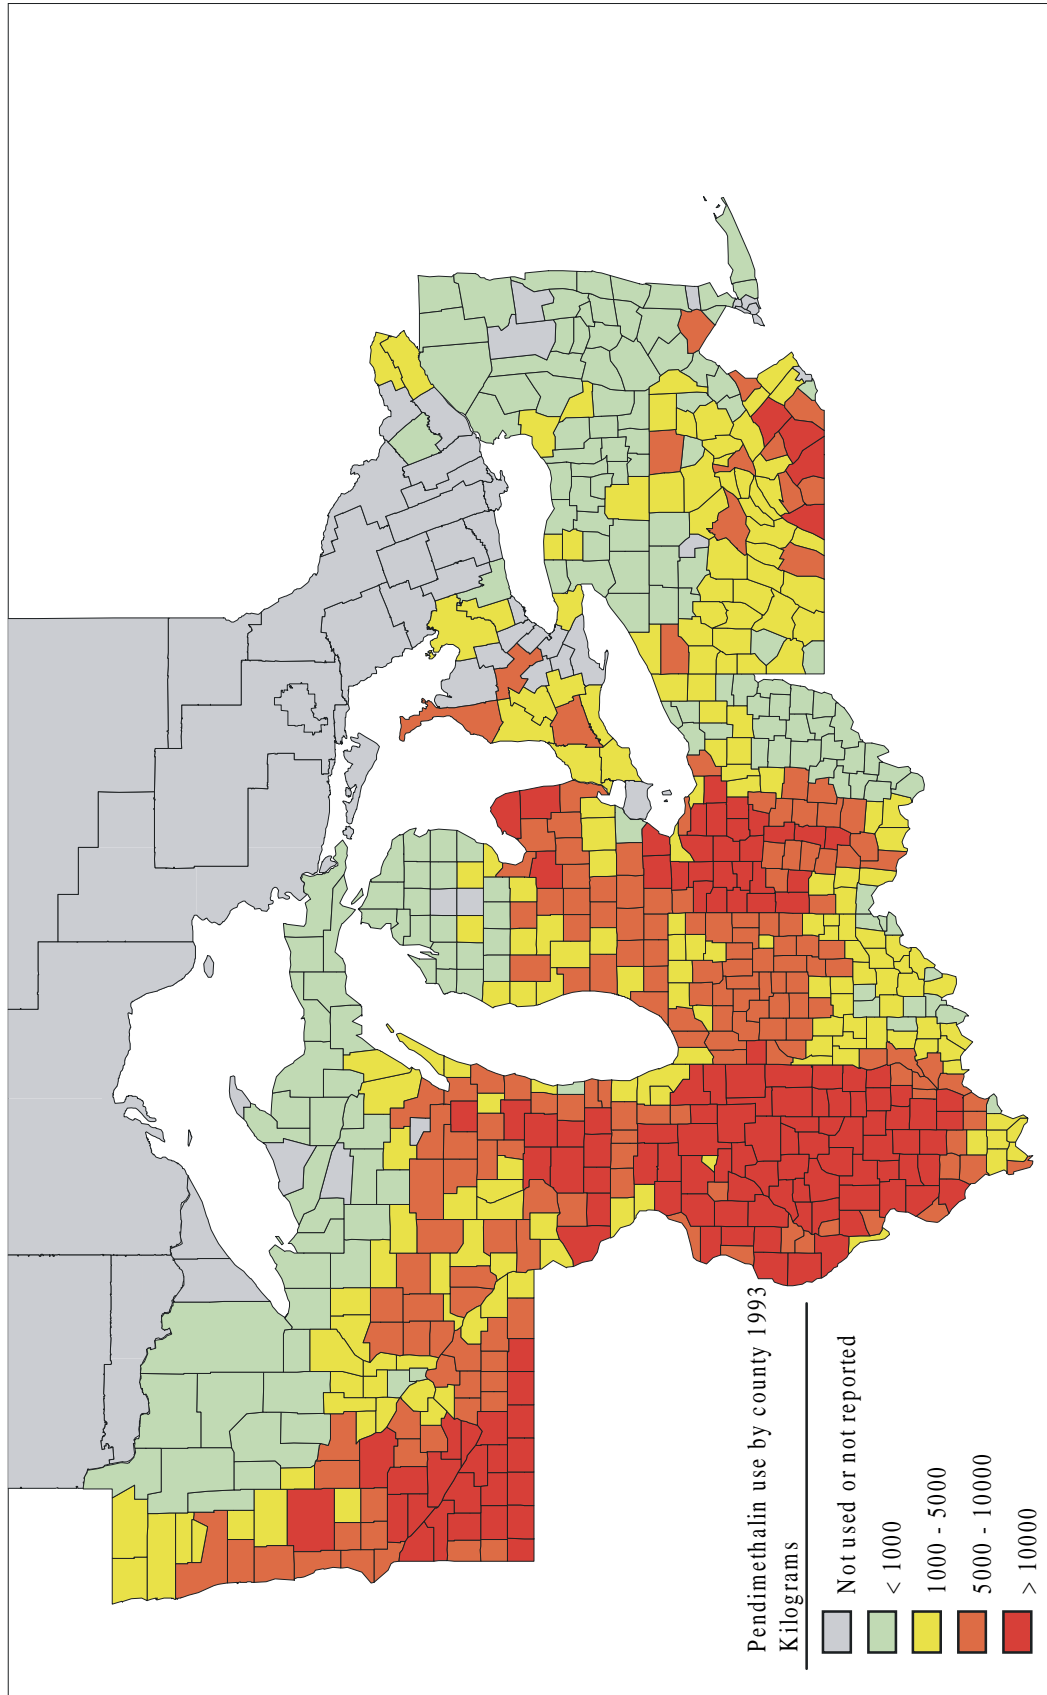 Pendimethalin use by county 1993
Kilograms
Not used or not reported
< 1000
1000 - 5000
5000 - 10000
> 10000